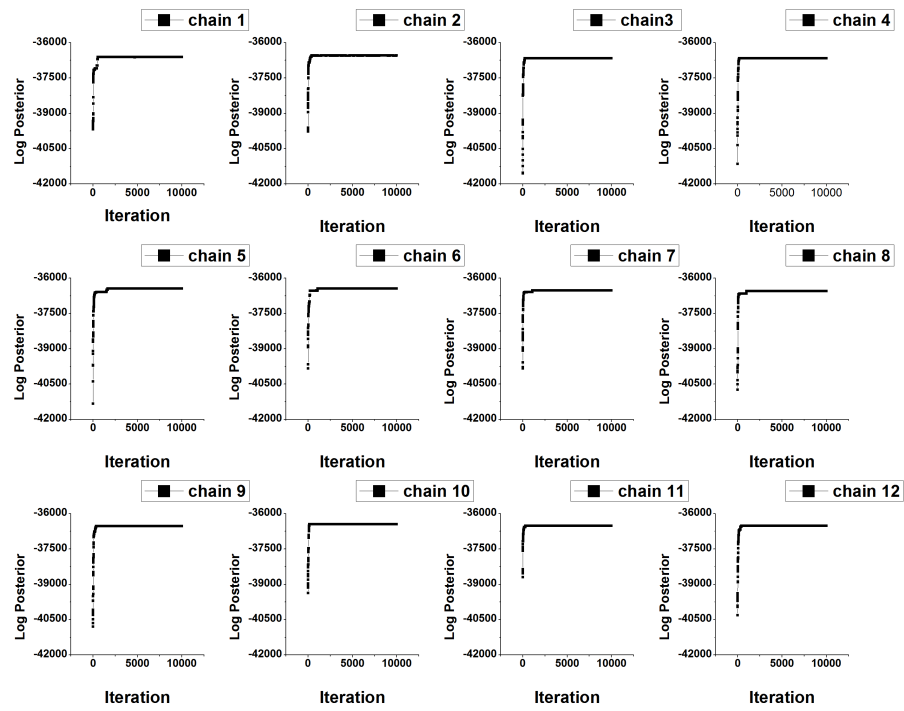 chain 1
chain 2
chain3
chain 4
-36000
-37500
-39000
-40500
-42000
Log Posterior
0
5000
10000
Iteration
-36000
-37500
-39000
-40500
-42000
Log Posterior
0
5000
10000
Iteration
-36000
-37500
-39000
-40500
-42000
Log Posterior
0
5000
10000
Iteration
-36000
-37500
-39000
-40500
-42000
Log Posterior
0
5000
10000
Iteration
chain 5
chain 6
chain 7
chain 8
-36000
-37500
-39000
-40500
-42000
Log Posterior
0
5000
10000
Iteration
-36000
-37500
-39000
-40500
-42000
Log Posterior
0
5000
10000
Iteration
-36000
-37500
-39000
-40500
-42000
Log Posterior
0
5000
10000
Iteration
-36000
-37500
-39000
-40500
-42000
Log Posterior
0
5000
10000
Iteration
chain 9
chain 10
chain 11
chain 12
-36000
-37500
-39000
-40500
-42000
Log Posterior
0
5000
10000
Iteration
-36000
-37500
-39000
-40500
-42000
Log Posterior
0
5000
10000
Iteration
-36000
-37500
-39000
-40500
-42000
Log Posterior
0
5000
10000
Iteration
-36000
-37500
-39000
-40500
-42000
Log Posterior
0
5000
10000
Iteration